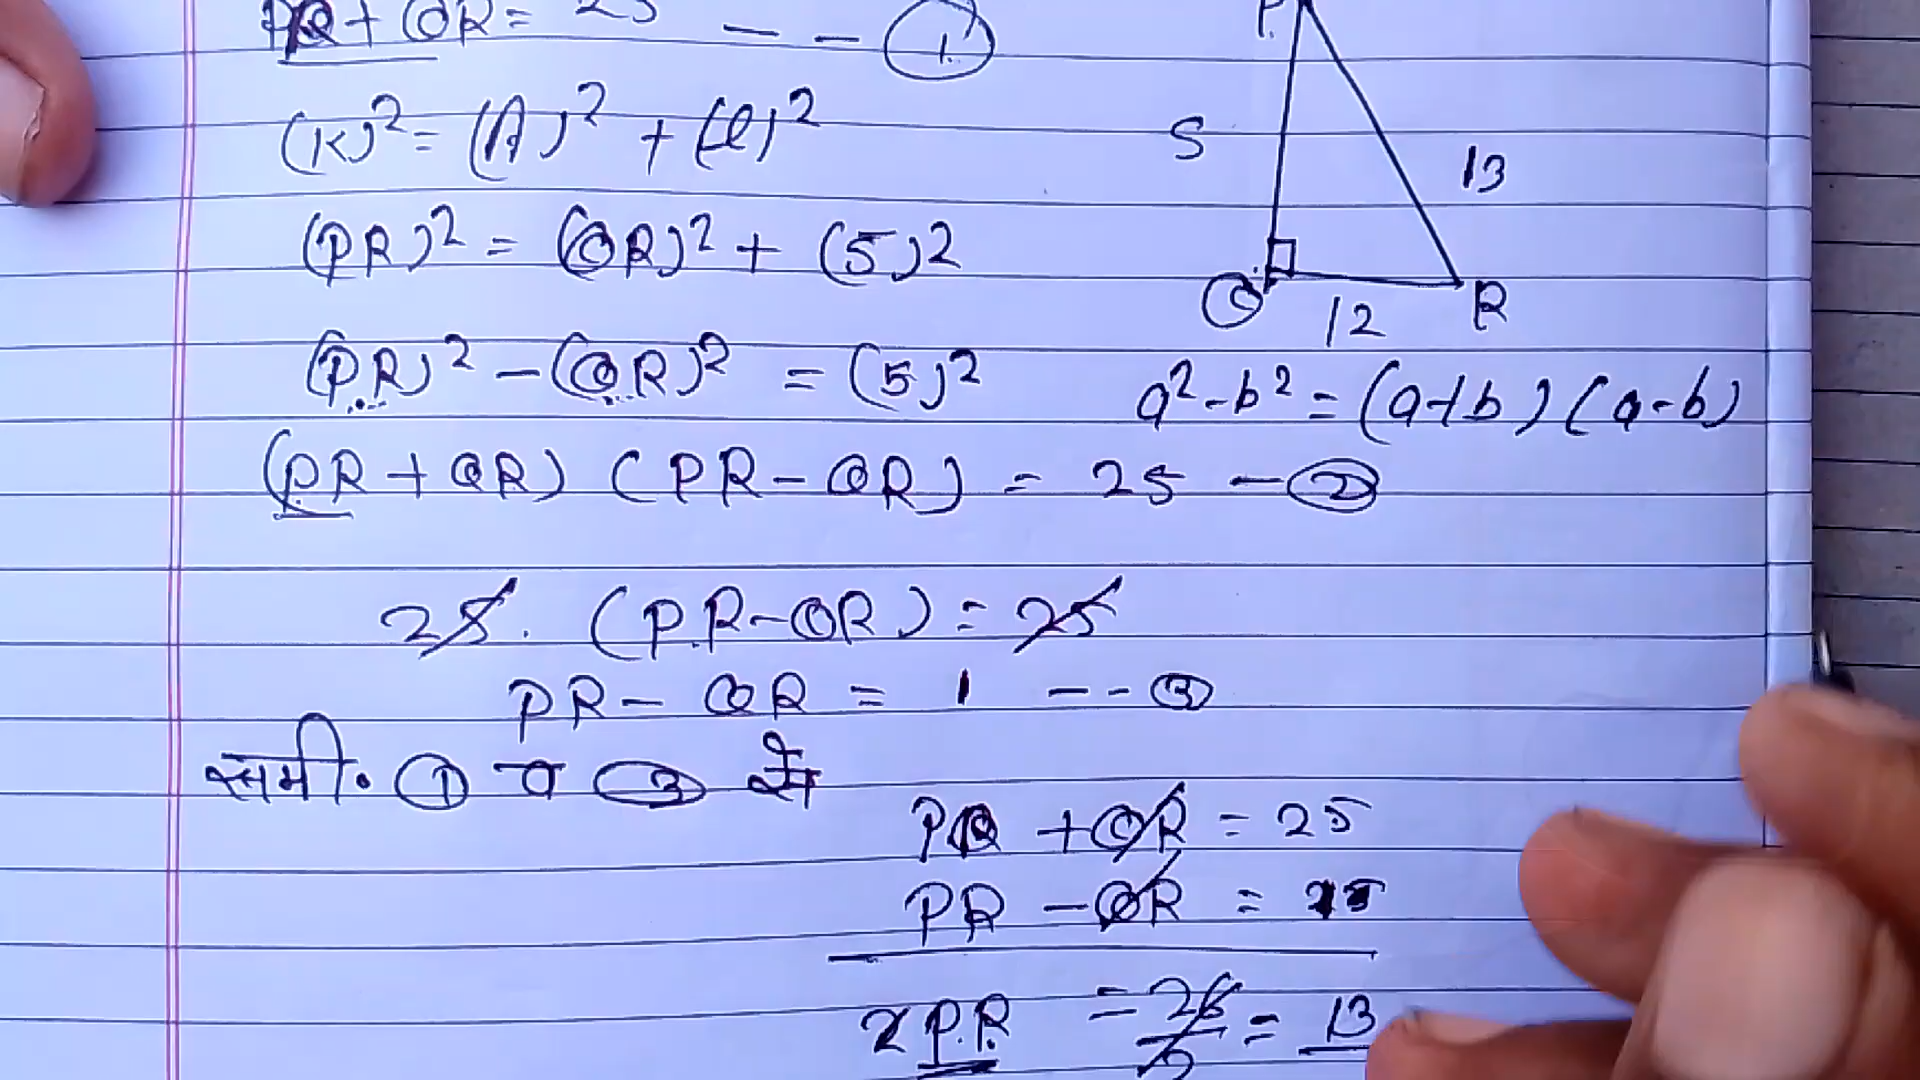 PR + QR = 25 - - ①
P
(K)² = (A)² + (L)²
5
13
(PR)² = (QR)² + (5)²
Q
12
R
(PR)² - (QR)² = (5)²
a²-b² = (a+b) (a-b)
(PR + QR) (PR - QR) = 25 - ②
25. (PR - QR) = 25
PR - QR = 1 - - ③
समी. ① व ③ से
PR + QR = 25
PR - QR =
2PR = 26/2 = 13